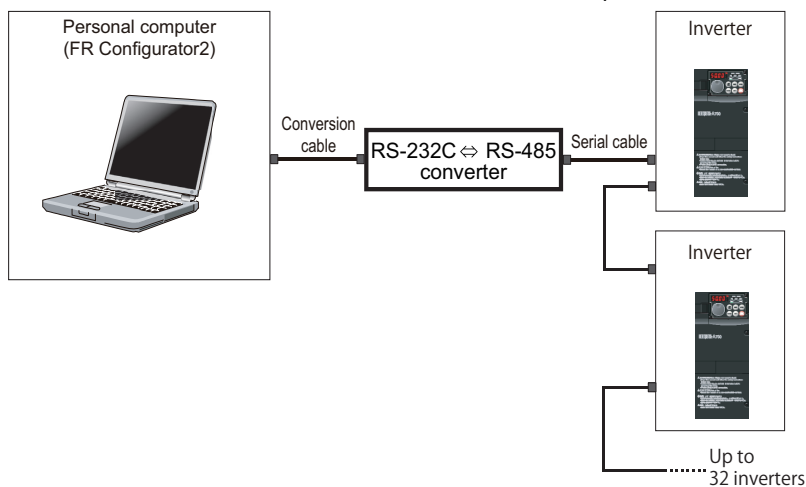 Personal computer
(FR Configurator2)
Conversion
cable
RS-232C ⇔ RS-485
converter
Serial cable
Inverter
Inverter
Up to
32 inverters